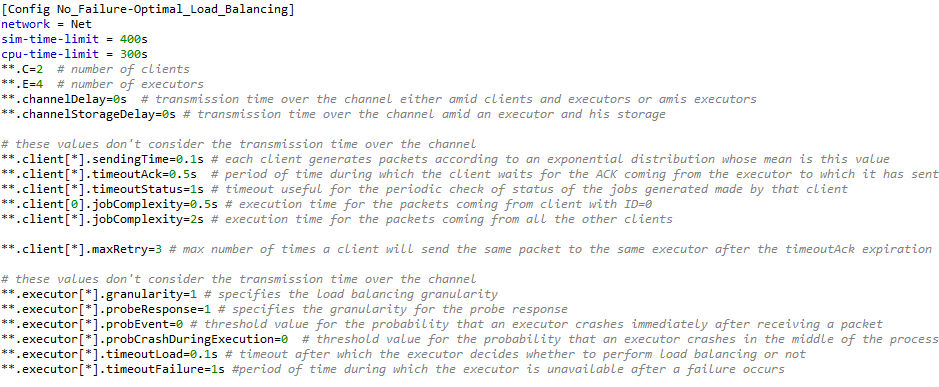 [Config No_Failure-Optimal_Load_Balancing]
network = Net
sim-time-limit = 400s
cpu-time-limit = 300s
**.C=2  # number of clients
**.E=4  # number of executors
**.channelDelay=0s  # transmission time over the channel either amid clients and executors or amis executors
**.channelStorageDelay=0s # transmission time over the channel amid an executor and his storage

# these values don't consider the transmission time over the channel
**.client[*].sendingTime=0.1s # each client generates packets according to an exponential distribution whose mean is this value
**.client[*].timeoutAck=0.5s  # period of time during which the client waits for the ACK coming from the executor to which it has sent
**.client[*].timeoutStatus=1s # timeout useful for the periodic check of status of the jobs generated made by that client
**.client[0].jobComplexity=0.5s # execution time for the packets coming from client with ID=0
**.client[*].jobComplexity=2s # execution time for the packets coming from all the other clients

**.client[*].maxRetry=3 # max number of times a client will send the same packet to the same executor after the timeoutAck expiration

# these values don't consider the transmission time over the channel
**.executor[*].granularity=1 # specifies the load balancing granularity
**.executor[*].probeResponse=1 # specifies the granularity for the probe response
**.executor[*].probEvent=0 # threshold value for the probability that an executor crashes immediately after receiving a packet
**.executor[*].probCrashDuringExecution=0  # threshold value for the probability that an executor crashes in the middle of the process
**.executor[*].timeoutLoad=0.1s # timeout after which the executor decides whether to perform load balancing or not
**.executor[*].timeoutFailure=1s #period of time during which the executor is unavailable after a failure occurs